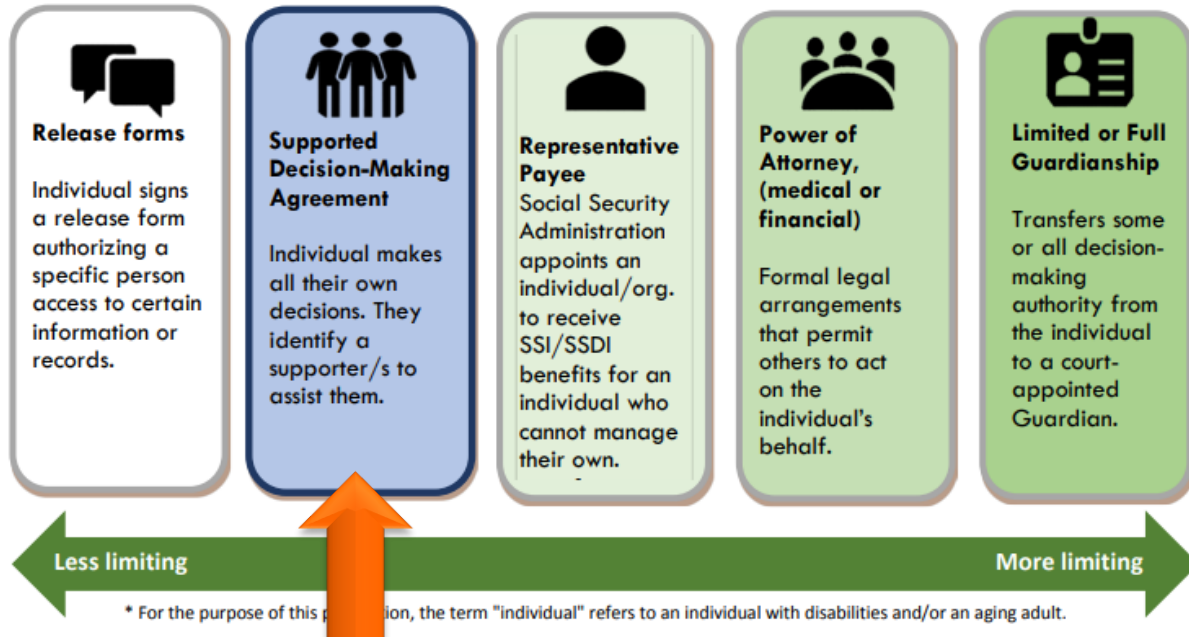 Release forms
Individual signs
a release form
authorizing a
specific person
access to certain
information or
records.
Supported
Decision-Making
Agreement
Individual makes
all their own
decisions. They
identify a
supporter/s to
assist them.
Representative
Payee
Social Security
Administration
appoints an
individual/org.
to receive
SSI/SSDI
benefits for an
individual who
cannot manage
their own.
Power of
Attorney,
(medical or
financial)
Formal legal
arrangements
that permit
others to act
on the
individual's
behalf.
Limited or Full
Guardianship
Transfers some
or all decision-
making
authority from
the individual
to a court-
appointed
Guardian.
Less limiting
More limiting
* For the purpose of this the term "individual" refers to an individual with disabilities and/or an aging adult.